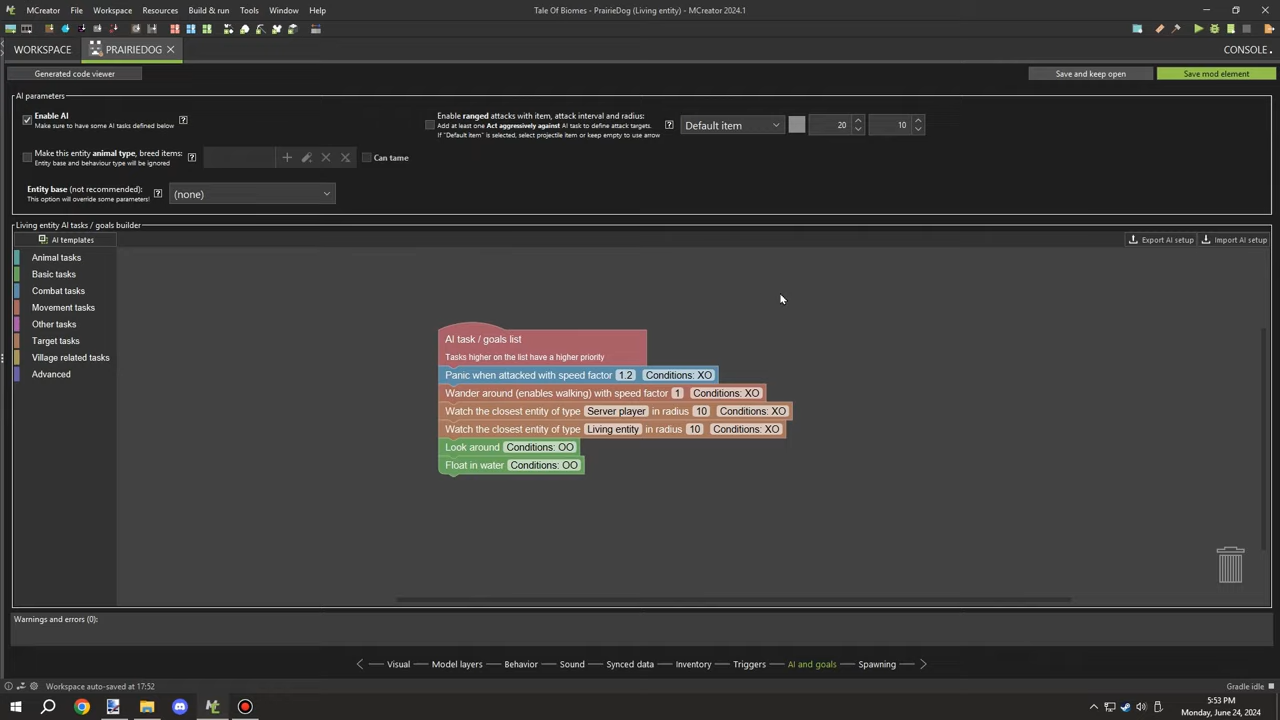 MCreator File Workspace Resources Build & run Tools Window Help
Tale Of Biomes - PrairieDog (Living entity) - MCreator 2024.1
WORKSPACE
PRAIRIEDOG
CONSOLE
Generated code viewer
Save and keep open
Save mod element
AI parameters
Enable AI
Make sure to have some AI tasks defined below
?
Enable ranged attacks with item, attack interval and radius:
Add at least one Act aggressively against AI task to define attack targets.
If "Default item" is selected, select projectile item or keep empty to use arrow
?
Default item
20
10
Make this entity animal type, breed items:
Entity base and behaviour type will be ignored
?
Can tame
Entity base (not recommended):
This option will override some parameters!
?
(none)
Living entity AI tasks / goals builder
AI templates
Export AI setup
Import AI setup
Animal tasks
Basic tasks
Combat tasks
Movement tasks
Other tasks
Target tasks
Village related tasks
Advanced
AI task / goals list
Tasks higher on the list have a higher priority
Panic when attacked with speed factor 1.2 Conditions: XO
Wander around (enables walking) with speed factor 1 Conditions: XO
Watch the closest entity of type Server player in radius 10 Conditions: XO
Watch the closest entity of type Living entity in radius 10 Conditions: XO
Look around Conditions: OO
Float in water Conditions: OO
Warnings and errors (0):
Visual Model layers Behavior Sound Synced data Inventory Triggers AI and goals Spawning
Workspace auto-saved at 17:52
Gradle idle
5:53 PM
Monday, June 24, 2024